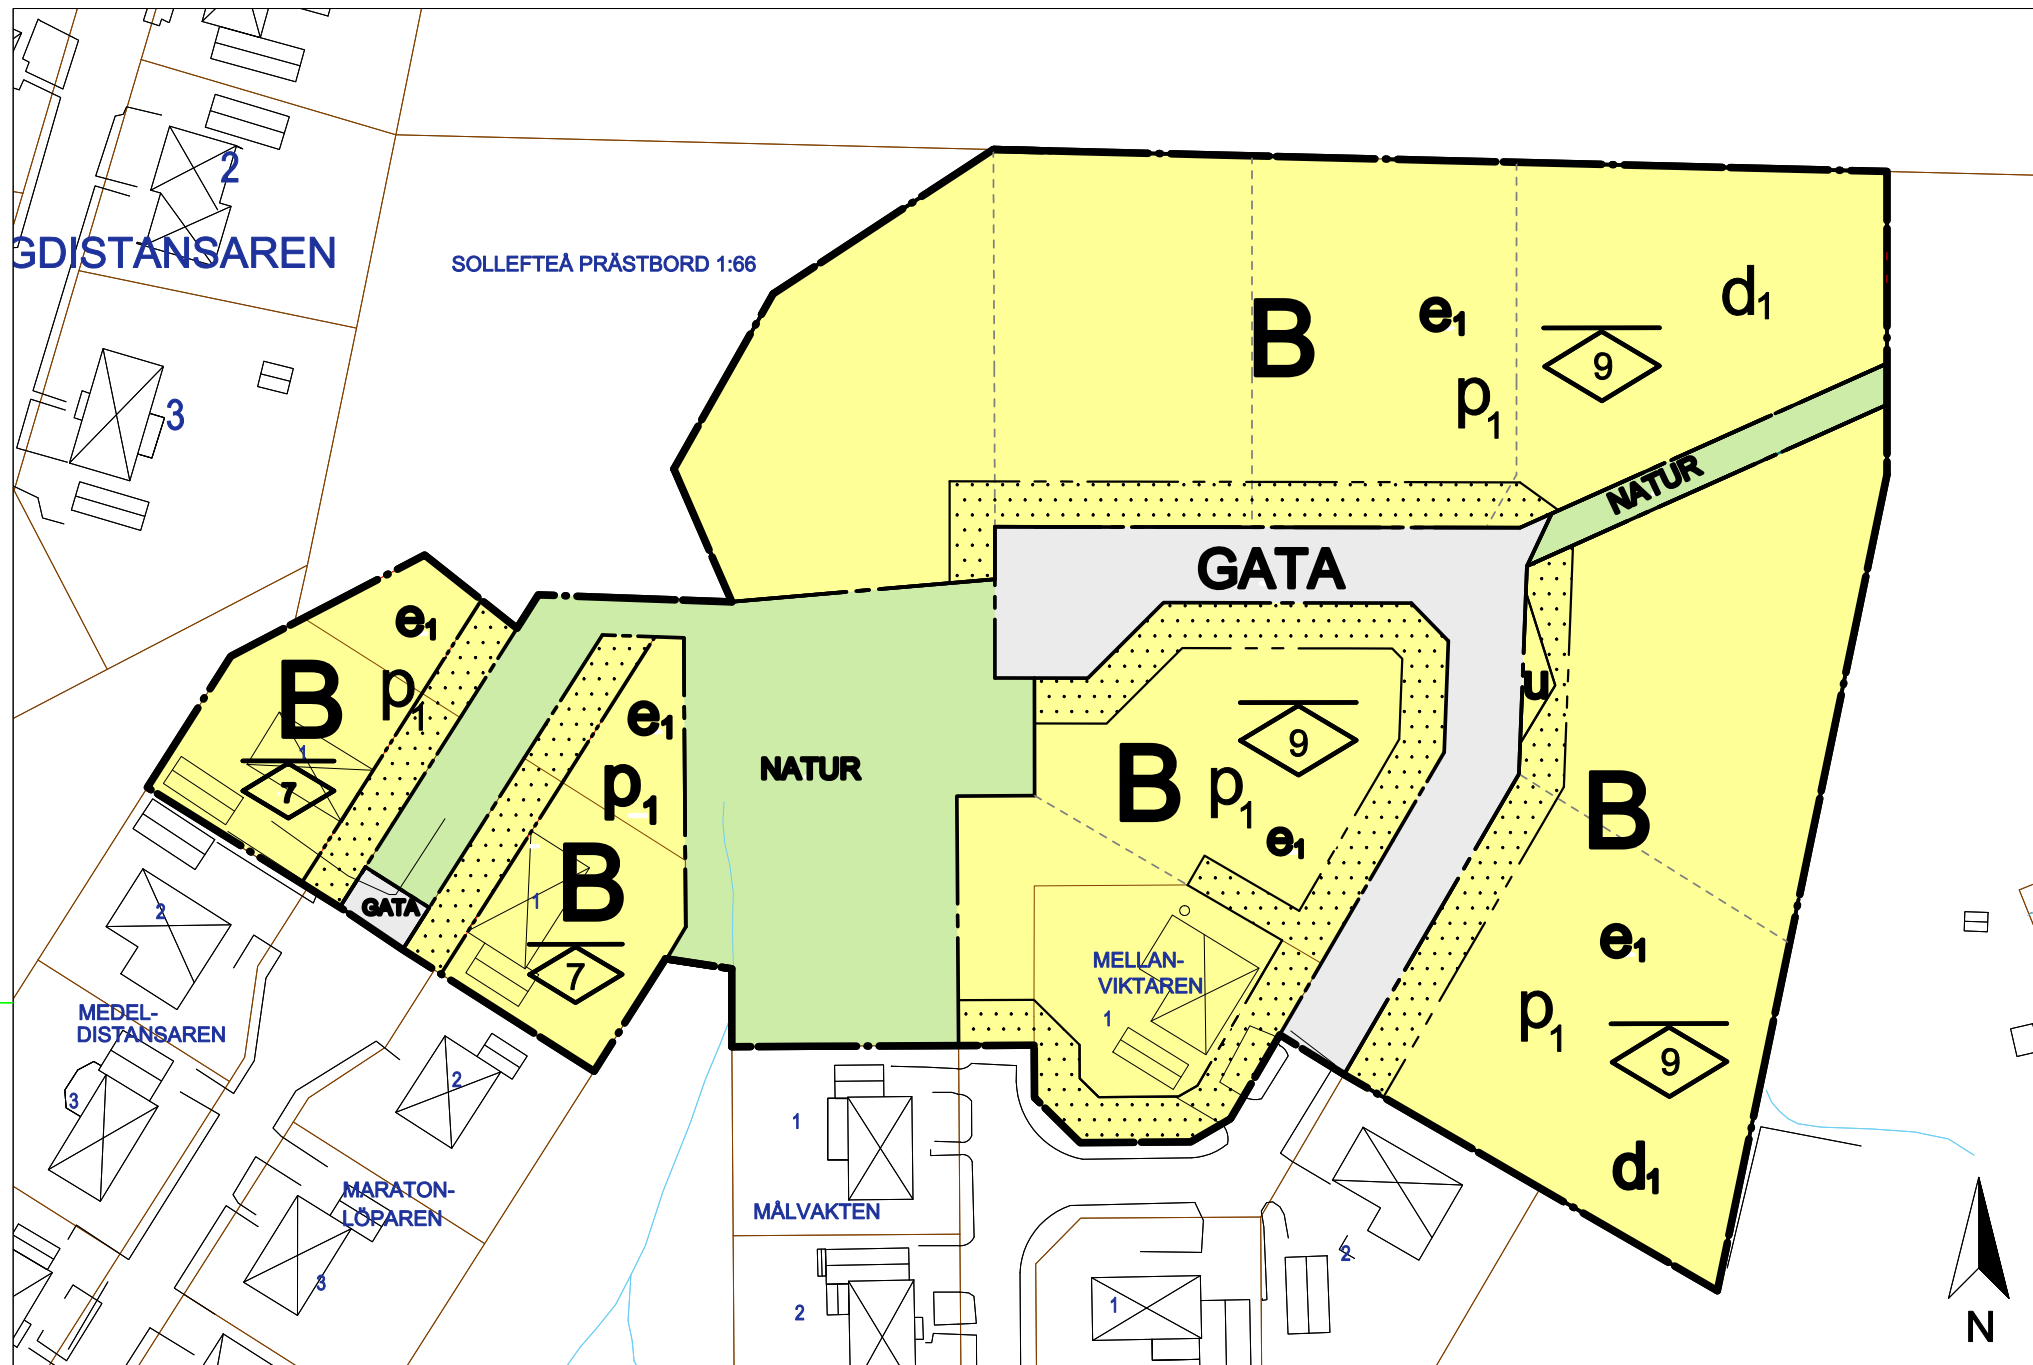 2
GDISTANSAREN
SOLLEFTEÅ PRÄSTBORD 1:66
3
B
e1
p1
9
d1
NATUR
GATA
e1
B
p1
1
7
GATA
e1
p1
B
1
7
NATUR
9
B
p1
e1
u
B
e1
p1
9
d1
MELLAN-
VIKTAREN
1
2
MEDEL-
DISTANSAREN
3
2
MARATON-
LÖPAREN
3
1
MÅLVAKTEN
2
1
2
N